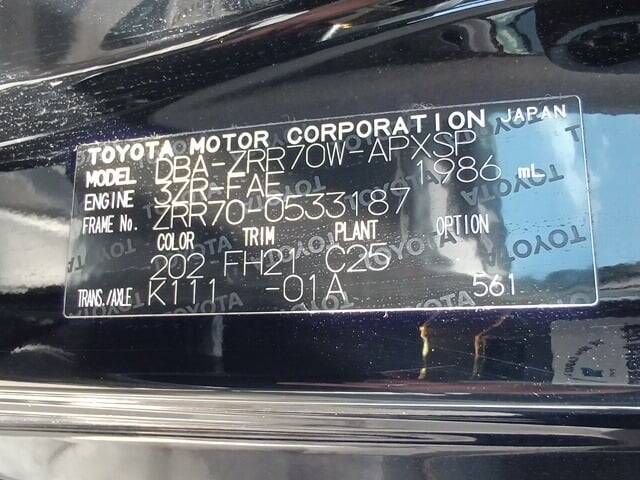 TOYOTA MOTOR CORPORATION JAPAN
MODEL DBA-ZRR70W-APXSP
ENGINE 3ZR-FAE 1986 mL
FRAME No. ZRR70-0533187
COLOR TRIM PLANT OPTION
202 FH21 C25
TRANS./AXLE K111 -01A 561